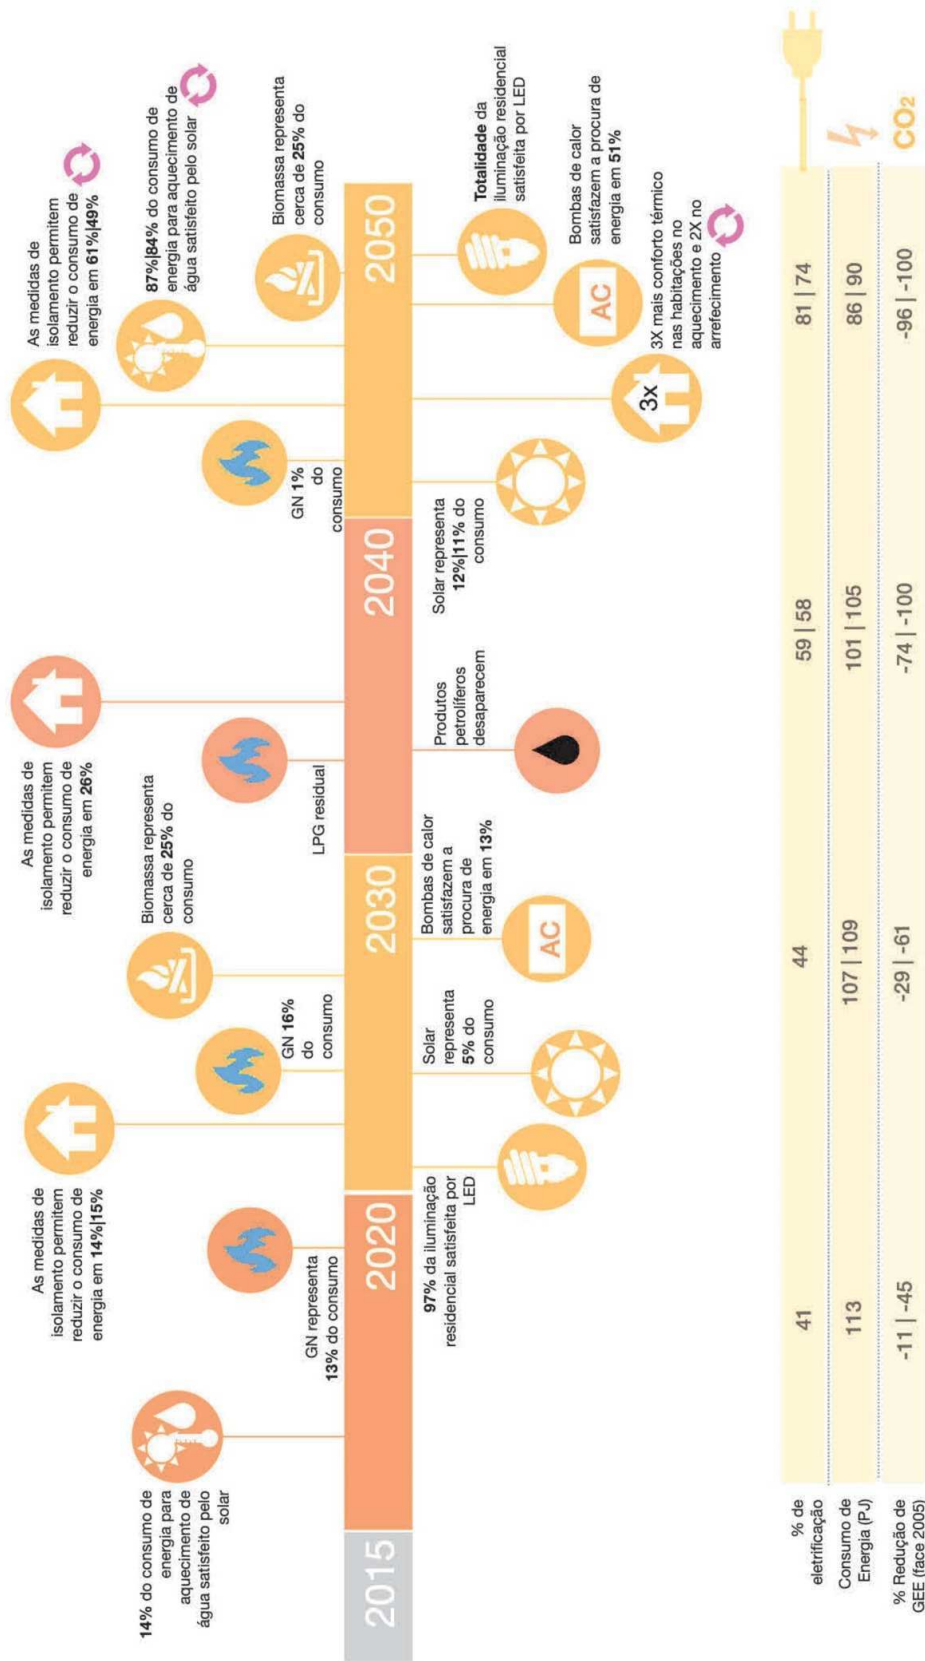 14% do consumo de
energia para
aquecimento de
água satisfeito pelo
solar
As medidas de
isolamento permitem
reduzir o consumo de
energia em 14%|15%
GN representa
13% do consumo
Biomassa representa
cerca de 25% do
consumo
GN 16%
do
consumo
As medidas de
isolamento permitem
reduzir o consumo de
energia em 26%
LPG residual
As medidas de
isolamento permitem
reduzir o consumo de
energia em 61%|49%
87%|84% do consumo de
energia para aquecimento de
água satisfeito pelo solar
Biomassa representa
cerca de 25% do
consumo
GN 1%
do
consumo
2015
2020
2030
2040
2050
97% da iluminação
residencial satisfeita por
LED
Solar
representa
5% do
consumo
Bombas de calor
satisfazem a
procura de
energia em 13%
AC
Produtos
petrolíferos
desaparecem
Solar representa
12%|11% do
consumo
Totalidade da
iluminação residencial
satisfeita por LED
Bombas de calor
satisfazem a procura de
energia em 51%
AC
3x
3X mais conforto térmico
nas habitações no
aquecimento e 2X no
arrefecimento
% de
eletrificação
41
44
59 | 58
81 | 74
Consumo de
Energia (PJ)
113
107 | 109
101 | 105
86 | 90
% Redução de
GEE (face 2005)
-11 | -45
-29 | -61
-74 | -100
-96 | -100
CO2